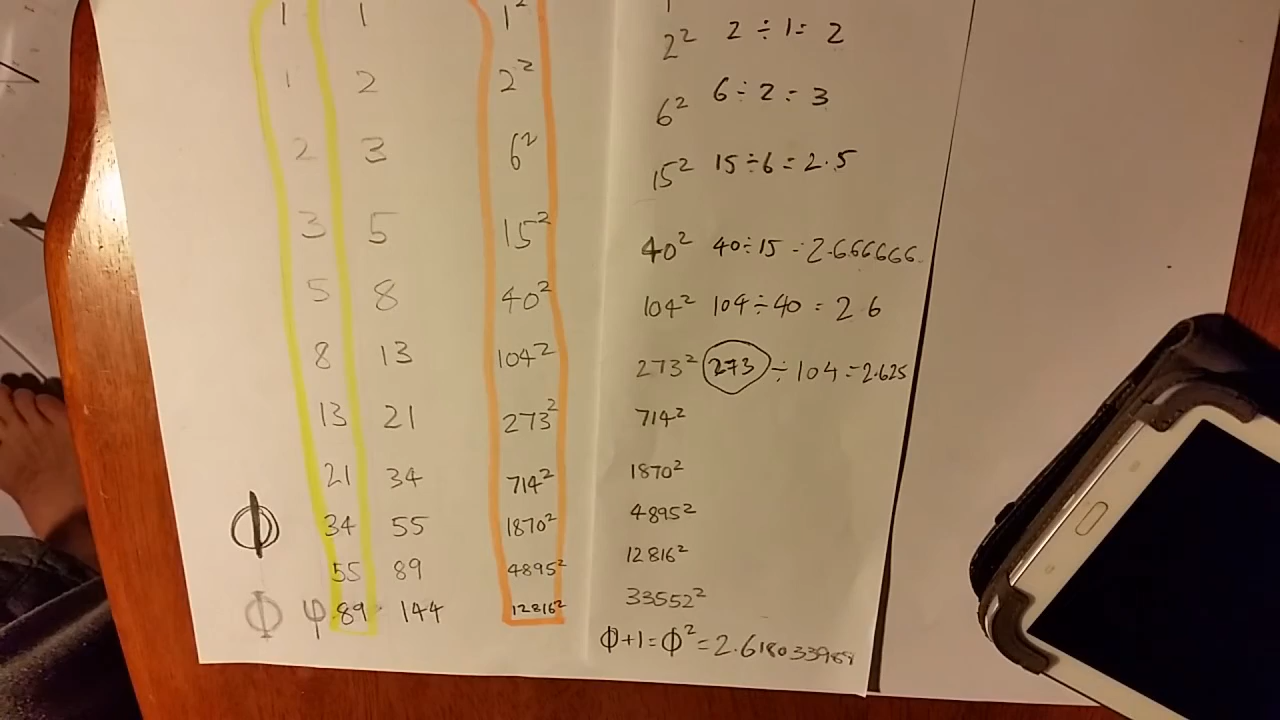 1 1 1² 1
1 2 2² 2² 2 ÷ 1 = 2
2 3 6² 6² 6 ÷ 2 = 3
3 5 15² 15² 15 ÷ 6 = 2.5
5 8 40² 40² 40 ÷ 15 = 2.666666
8 13 104² 104² 104 ÷ 40 = 2.6
13 21 273² 273² 273 ÷ 104 = 2.625
21 34 714² 714²
Φ 34 55 1870² 1870²
55 89 4895² 4895²
Φ φ 89 144 12816² 12816²
33552²
Φ+1=Φ²=2.618033989